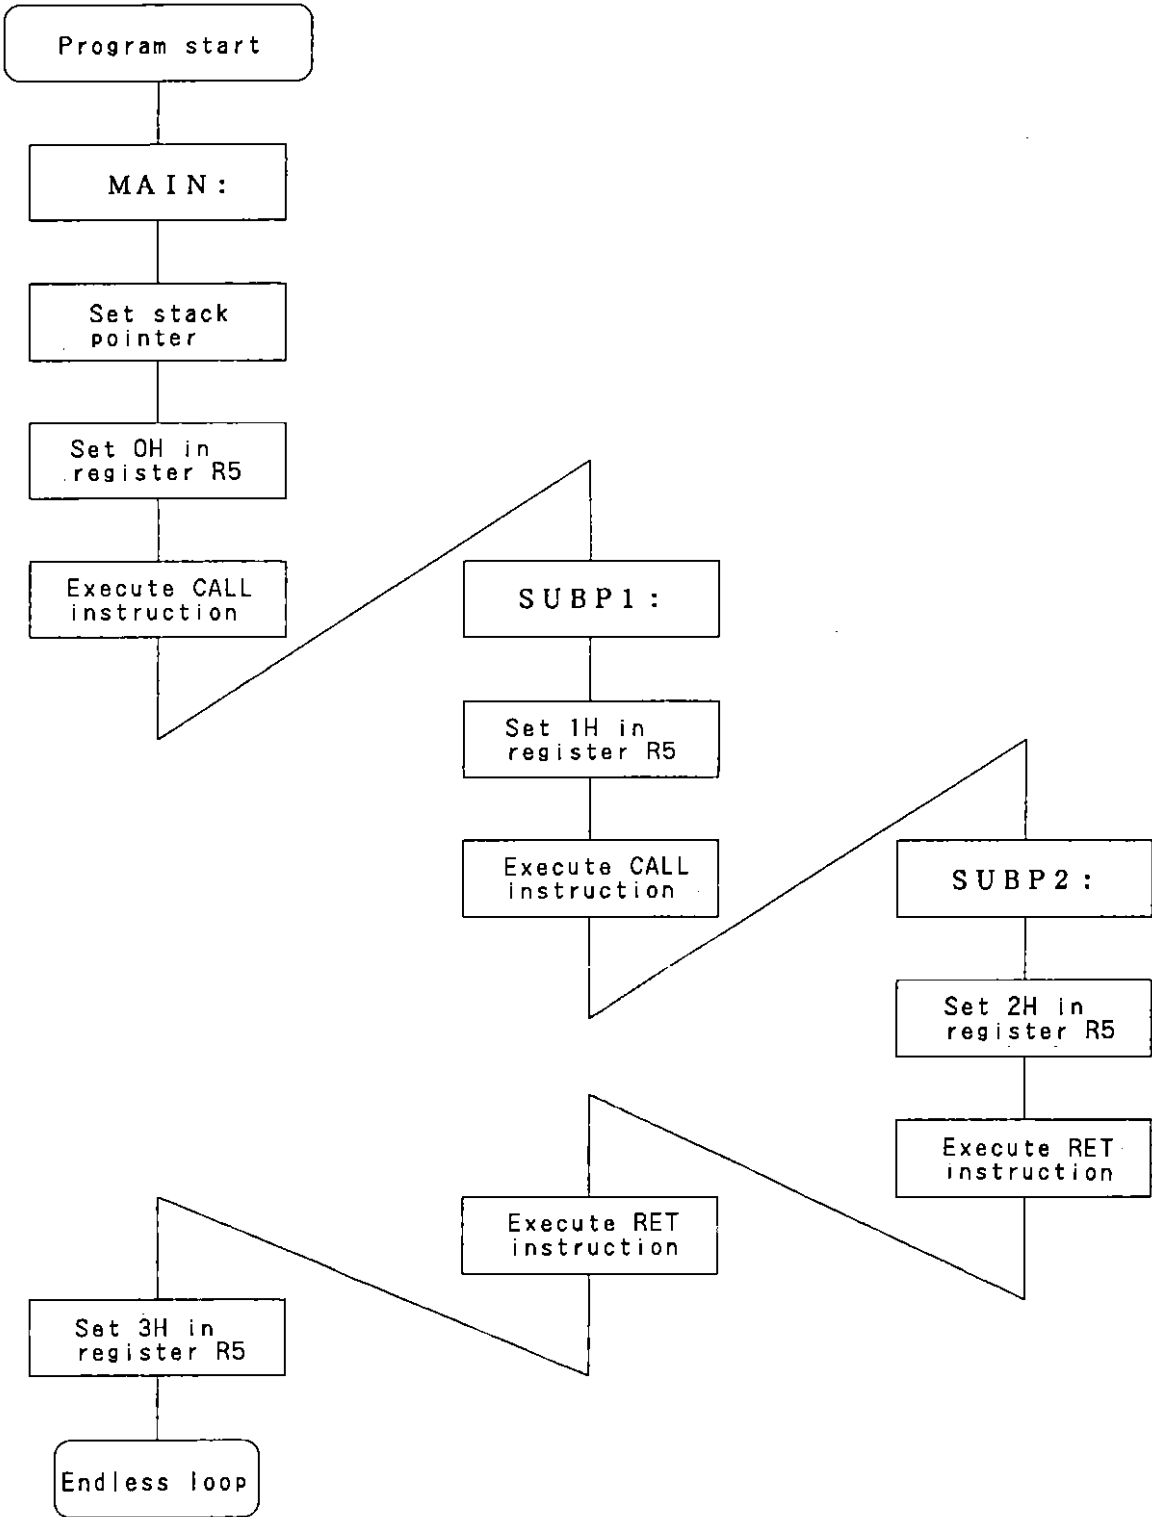 Program start
MAIN:
Set stack
pointer
Set 0H in
register R5
Execute CALL
instruction
SUBP1:
Set 1H in
register R5
Execute CALL
instruction
SUBP2:
Set 2H in
register R5
Execute RET
instruction
Execute RET
instruction
Set 3H in
register R5
Endless loop